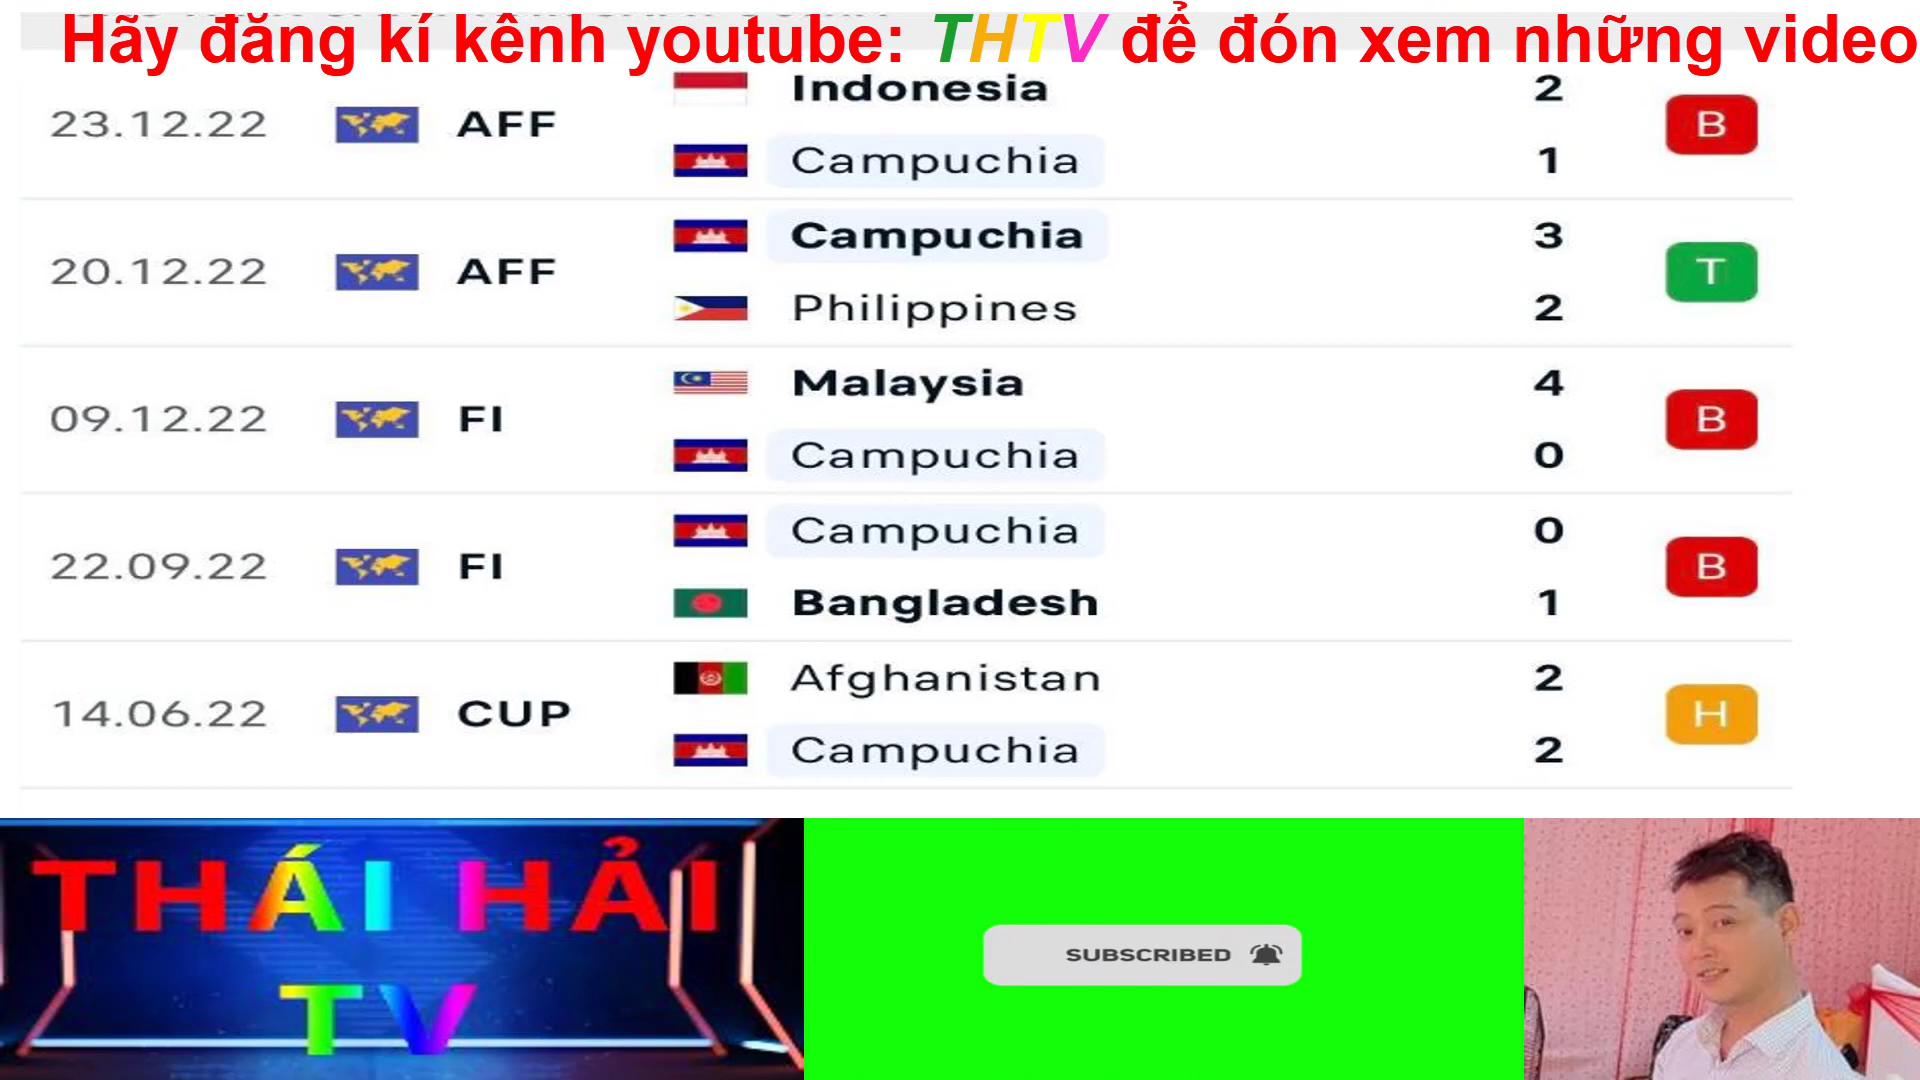 Hãy đăng kí kênh youtube: THTV để đón xem những video
23.12.22 AFF Indonesia 2 B
Campuchia 1
20.12.22 AFF Campuchia 3 T
Philippines 2
09.12.22 FI Malaysia 4 B
Campuchia 0
22.09.22 FI Campuchia 0 B
Bangladesh 1
14.06.22 CUP Afghanistan 2 H
Campuchia 2
THÁI HẢI
TV
SUBSCRIBED